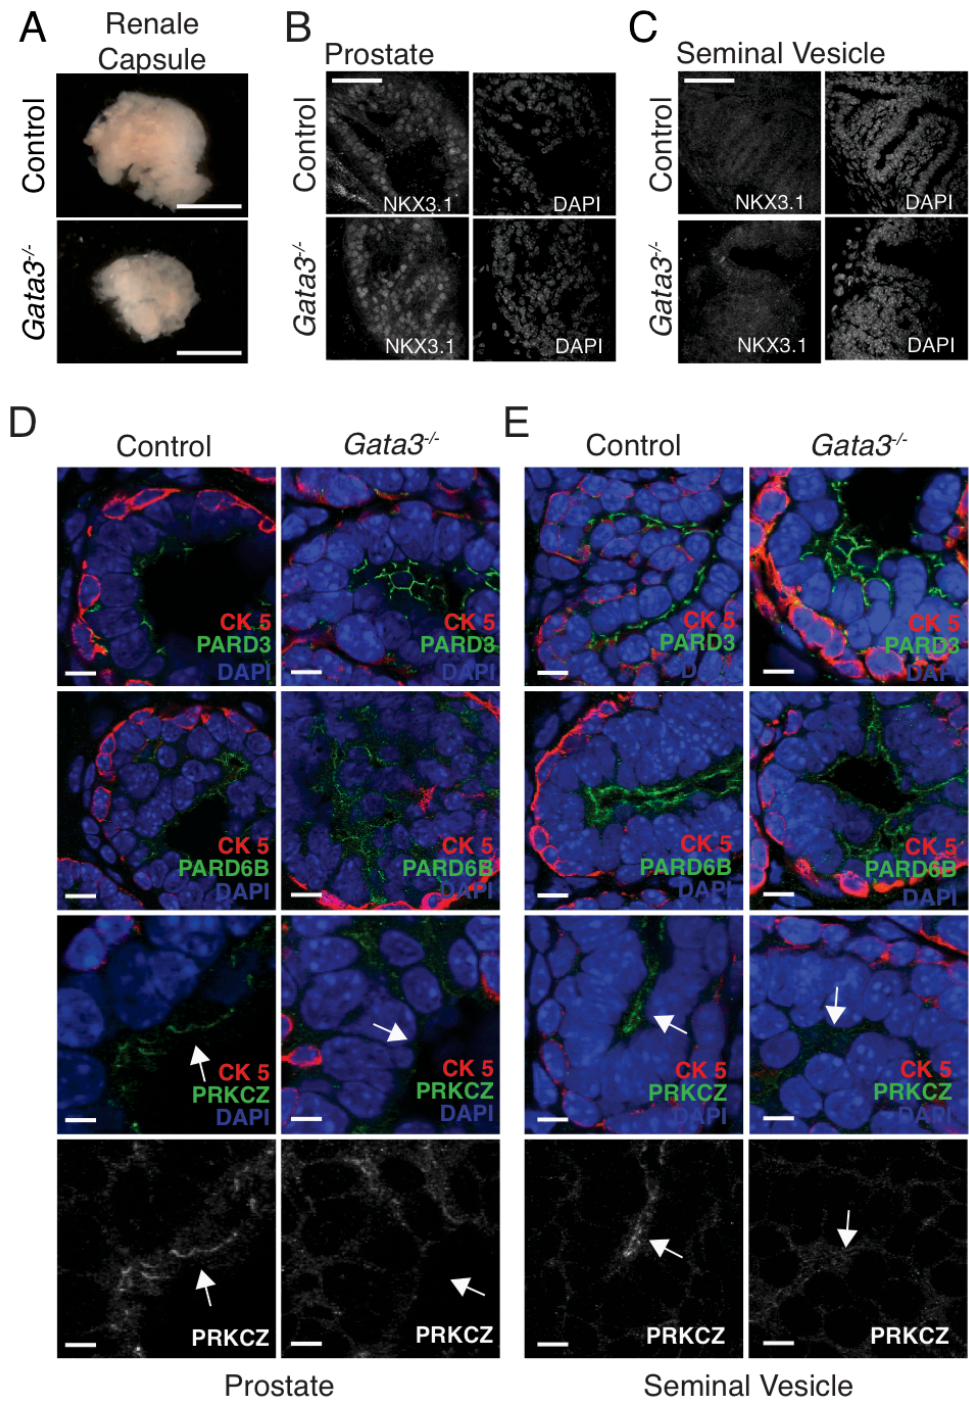 A
Renale
Capsule
Control
Gata3-/-
B
Prostate
Control
NKX3.1
DAPI
Gata3-/-
NKX3.1
DAPI
C
Seminal Vesicle
Control
NKX3.1
DAPI
Gata3-/-
NKX3.1
DAPI
D
Control
Gata3-/-
CK 5
PARD3
DAPI
CK 5
PARD3
DAPI
CK 5
PARD6B
DAPI
CK 5
PARD6B
DAPI
CK 5
PRKCZ
DAPI
CK 5
PRKCZ
DAPI
PRKCZ
PRKCZ
Prostate
E
Control
Gata3-/-
CK 5
PARD3
DAPI
CK 5
PARD3
DAPI
CK 5
PARD6B
DAPI
CK 5
PARD6B
DAPI
CK 5
PRKCZ
DAPI
CK 5
PRKCZ
DAPI
PRKCZ
PRKCZ
Seminal Vesicle